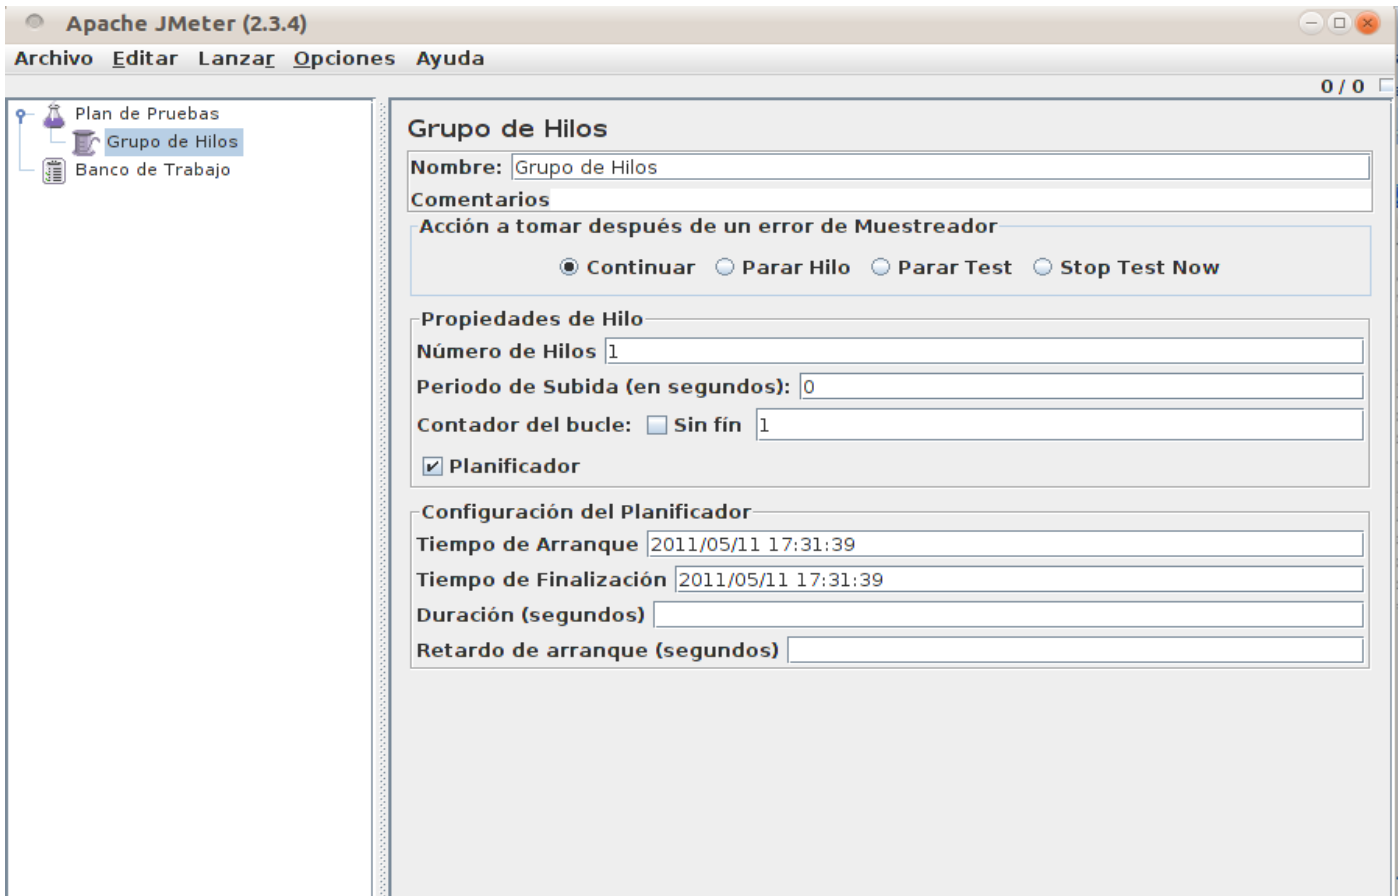 Apache JMeter (2.3.4)
Archivo Editar Lanzar Opciones Ayuda
0 / 0
Plan de Pruebas
Grupo de Hilos
Banco de Trabajo
Grupo de Hilos
Nombre: Grupo de Hilos
Comentarios
Acción a tomar después de un error de Muestreador
Continuar Parar Hilo Parar Test Stop Test Now
Propiedades de Hilo
Número de Hilos 1
Periodo de Subida (en segundos): 0
Contador del bucle: Sin fín 1
Planificador
Configuración del Planificador
Tiempo de Arranque 2011/05/11 17:31:39
Tiempo de Finalización 2011/05/11 17:31:39
Duración (segundos)
Retardo de arranque (segundos)